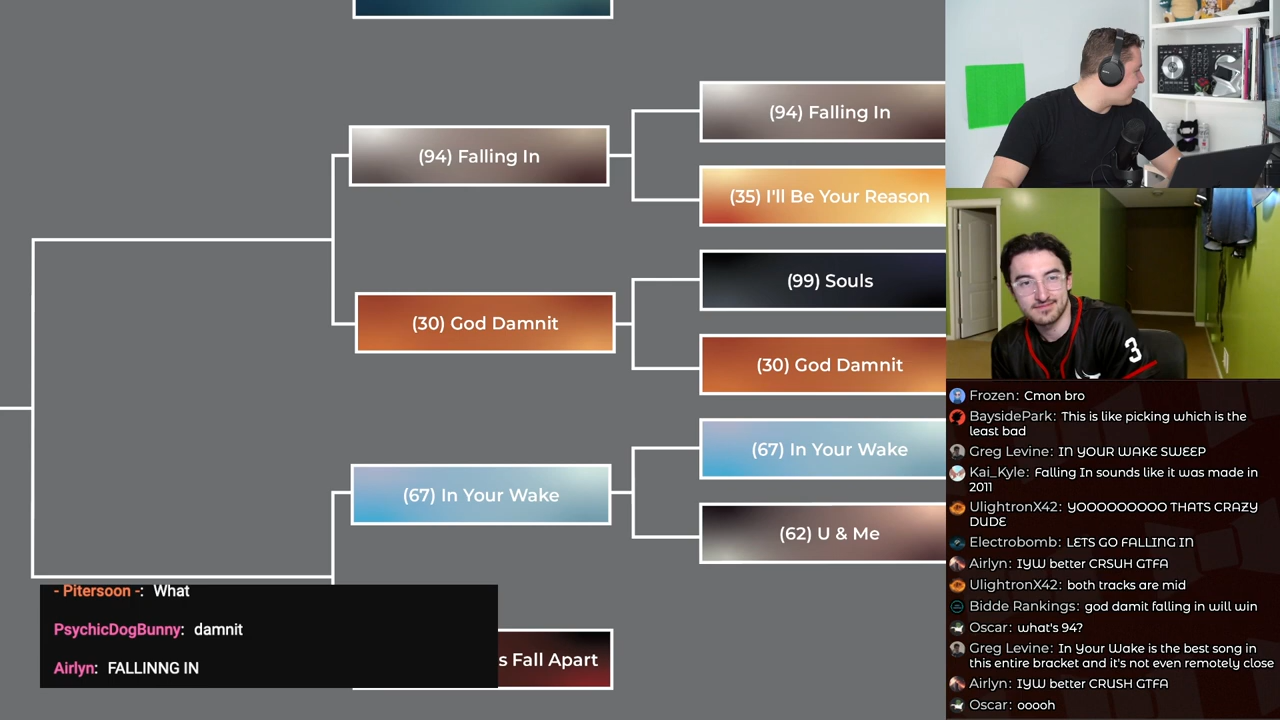 (94) Falling In
(94) Falling In
(35) I'll Be Your Reason
(99) Souls
(30) God Damnit
(30) God Damnit
(67) In Your Wake
(67) In Your Wake
(62) U & Me
s Fall Apart
- Pitersoon -: What
PsychicDogBunny: damnit
Airlyn: FALLINNG IN
3
Frozen: Cmon bro
BaysidePark: This is like picking which is the
least bad
Greg Levine: IN YOUR WAKE SWEEP
Kai_Kyle: Falling In sounds like it was made in
2011
UlightronX42: YOOOOOOOOO THATS CRAZY
DUDE
Electrobomb: LETS GO FALLING IN
Airlyn: IYW better CRSUH GTFA
UlightronX42: both tracks are mid
Bidde Rankings: god damit falling in will win
Oscar: what's 94?
Greg Levine: In Your Wake is the best song in
this entire bracket and it's not even remotely close
Airlyn: IYW better CRUSH GTFA
Oscar: ooooh